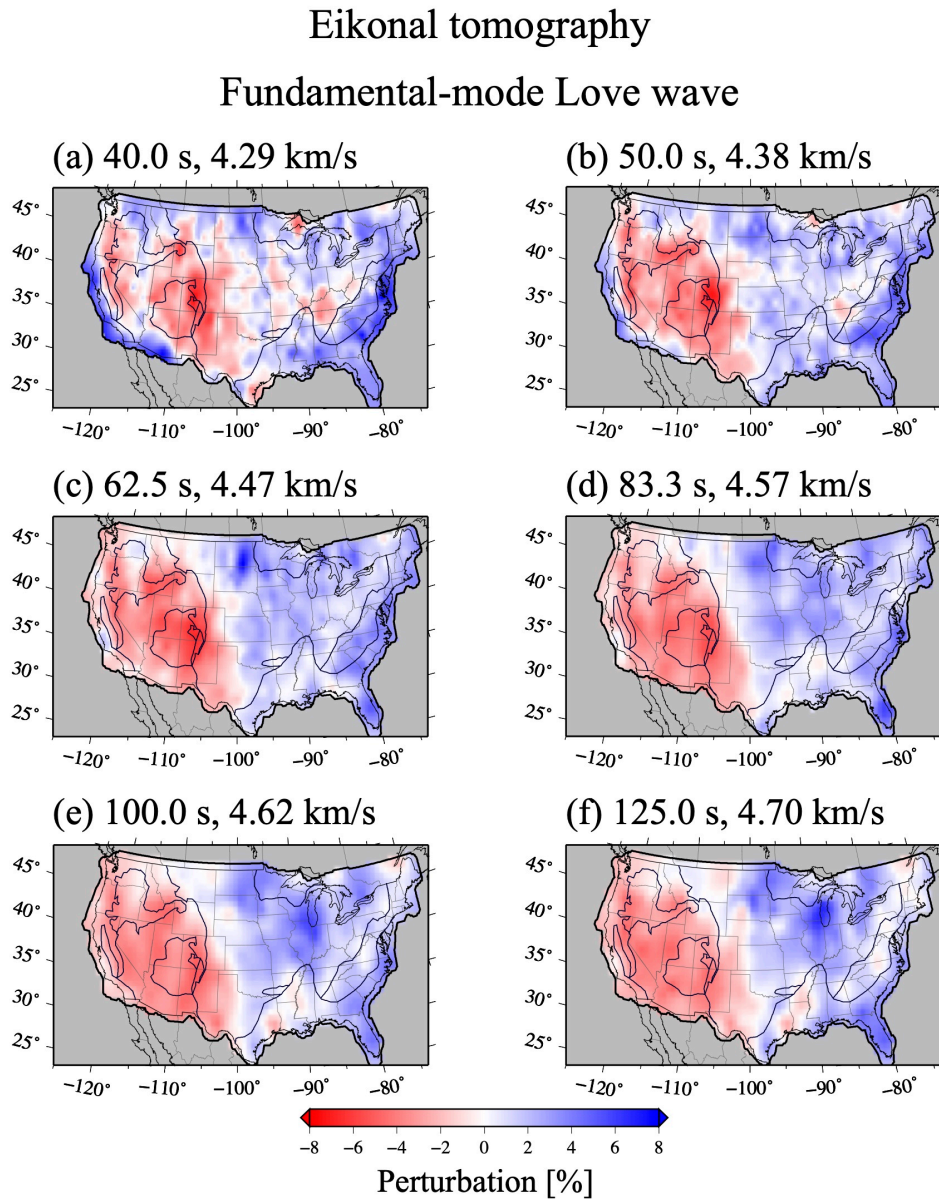 Eikonal tomography
Fundamental-mode Love wave
(a) 40.0 s, 4.29 km/s
(b) 50.0 s, 4.38 km/s
45°
40°
35°
30°
25°
−120° −110° −100° −90° −80°
45°
40°
35°
30°
25°
−120° −110° −100° −90° −80°
(c) 62.5 s, 4.47 km/s
(d) 83.3 s, 4.57 km/s
45°
40°
35°
30°
25°
−120° −110° −100° −90° −80°
45°
40°
35°
30°
25°
−120° −110° −100° −90° −80°
(e) 100.0 s, 4.62 km/s
(f) 125.0 s, 4.70 km/s
45°
40°
35°
30°
25°
−120° −110° −100° −90° −80°
45°
40°
35°
30°
25°
−120° −110° −100° −90° −80°
−8 −6 −4 −2 0 2 4 6 8
Perturbation [%]